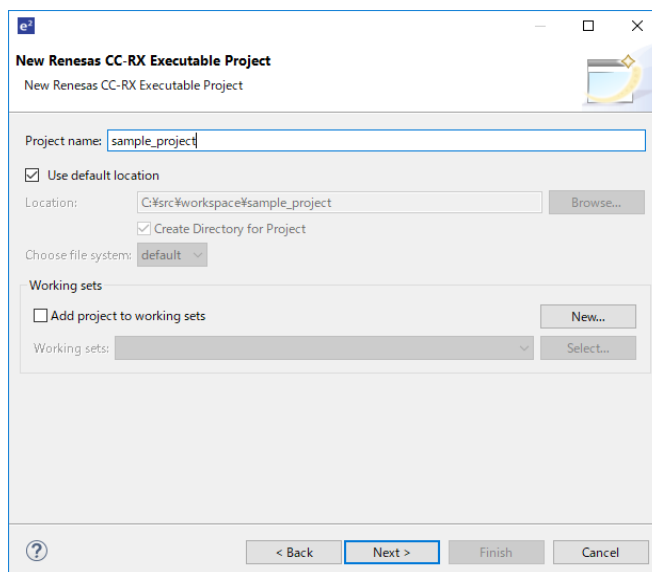 e²
New Renesas CC-RX Executable Project
New Renesas CC-RX Executable Project
Project name: sample_project
Use default location
Location: C:¥src¥workspace¥sample_project Browse...
Create Directory for Project
Choose file system: default
Working sets
Add project to working sets New...
Working sets: Select...
? < Back Next > Finish Cancel